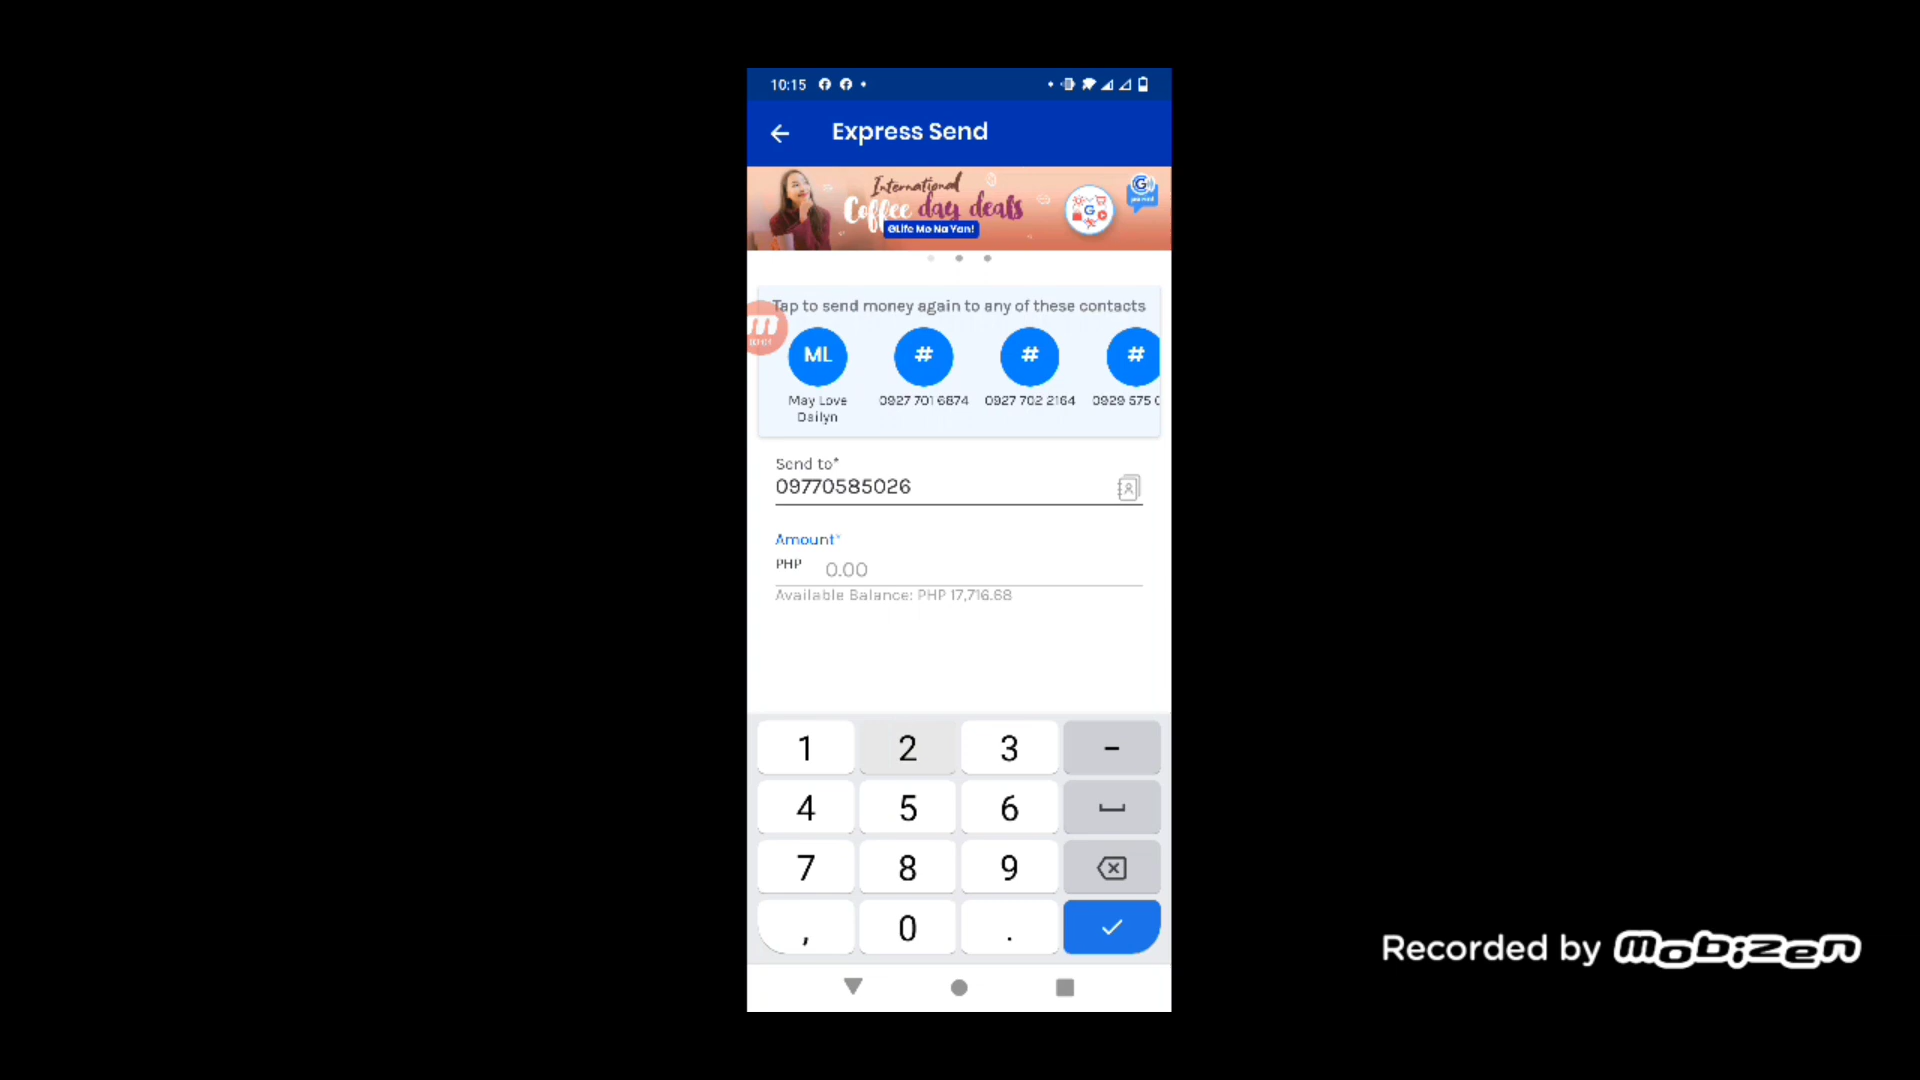 10:15
Express Send
International
Coffee day deals
GLife Mo Na Yan!
Tap to send money again to any of these contacts
ML
#
#
#
May Love
Dailyn
0927 701 6874
0927 702 2164
0929 575
Send to*
09770585026
Amount*
PHP 0.00
Available Balance: PHP 17,716.68
1 2 3 -
4 5 6
7 8 9
, 0 .
Recorded by mobizen